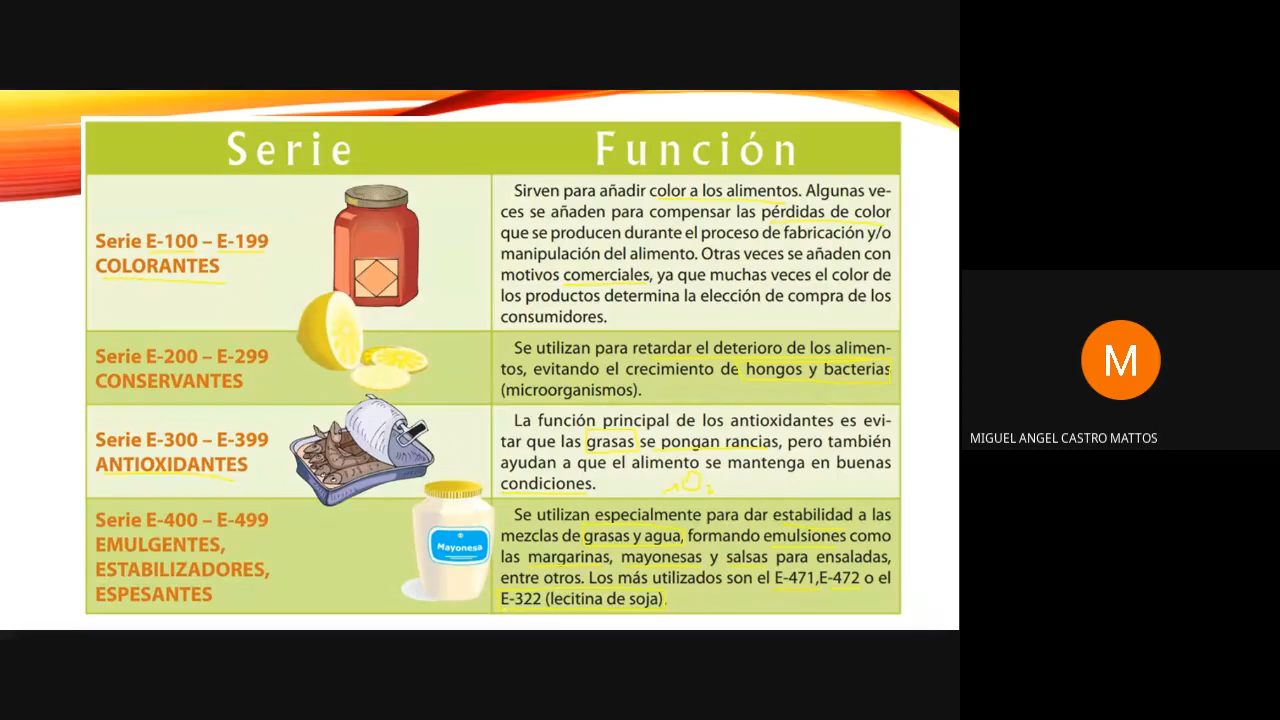 Serie
Función
Serie E-100 – E-199
COLORANTES
Sirven para añadir color a los alimentos. Algunas ve-
ces se añaden para compensar las pérdidas de color
que se producen durante el proceso de fabricación y/o
manipulación del alimento. Otras veces se añaden con
motivos comerciales, ya que muchas veces el color de
los productos determina la elección de compra de los
consumidores.
Serie E-200 – E-299
CONSERVANTES
Se utilizan para retardar el deterioro de los alimen-
tos, evitando el crecimiento de hongos y bacterias
(microorganismos).
Serie E-300 – E-399
ANTIOXIDANTES
La función principal de los antioxidantes es evi-
tar que las grasas se pongan rancias, pero también
ayudan a que el alimento se mantenga en buenas
condiciones.
Serie E-400 – E-499
EMULGENTES,
ESTABILIZADORES,
ESPESANTES
Mayonesa
Se utilizan especialmente para dar estabilidad a las
mezclas de grasas y agua, formando emulsiones como
las margarinas, mayonesas y salsas para ensaladas,
entre otros. Los más utilizados son el E-471,E-472 o el
E-322 (lecitina de soja).
M
MIGUEL ANGEL CASTRO MATTOS